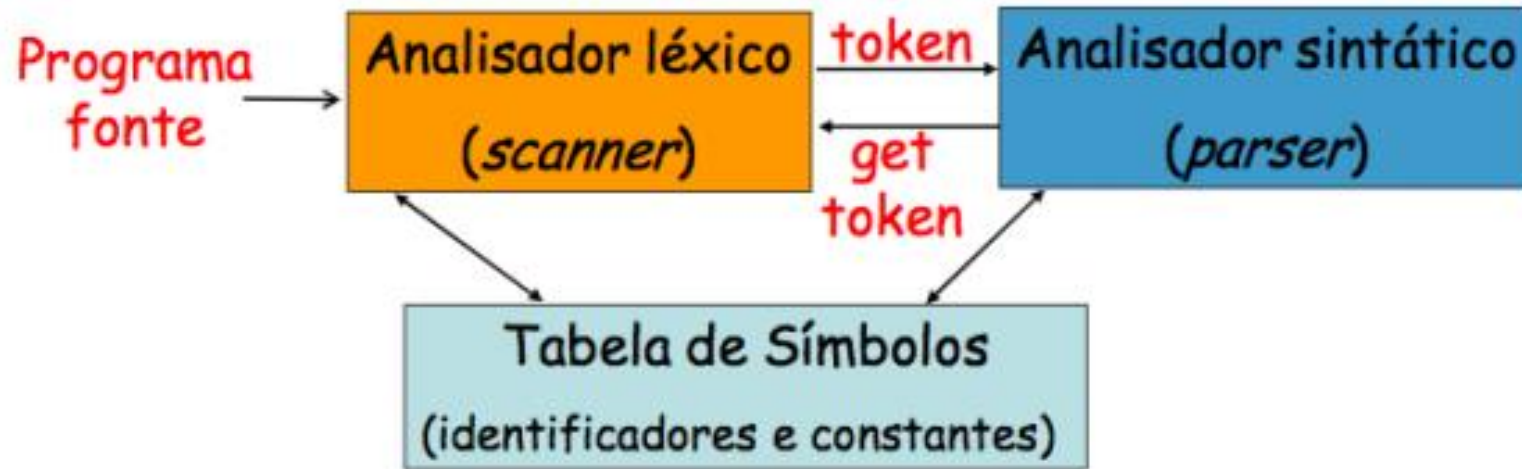 Programa
fonte
Analisador léxico
(scanner)
token
get
token
Analisador sintático
(parser)
Tabela de Símbolos
(identificadores e constantes)